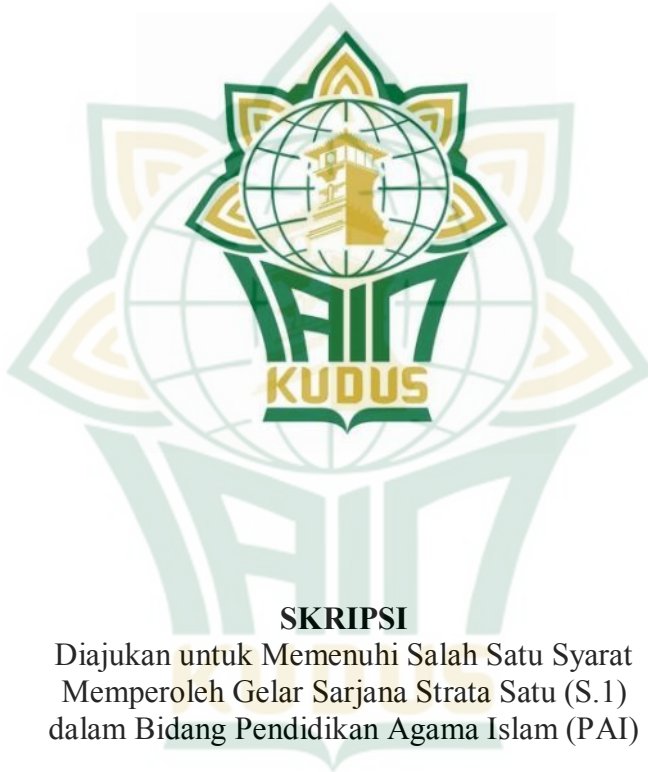 IAIN
KUDUS
SKRIPSI
Diajukan untuk Memenuhi Salah Satu Syarat
Memperoleh Gelar Sarjana Strata Satu (S.1)
dalam Bidang Pendidikan Agama Islam (PAI)